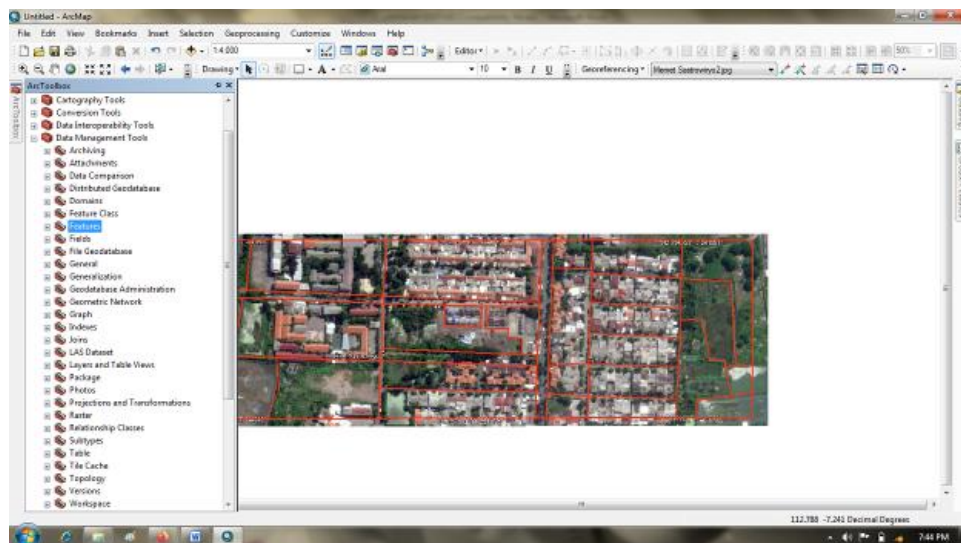 Untitled - ArcMap
File Edit View Bookmarks Insert Selection Geoprocessing Customize Windows Help
1:4.000 Editor
Drawing A Arial 10 B I U Georeferencing
ArcToolbox
Cartography Tools
Conversion Tools
Data Interoperability Tools
Data Management Tools
Archiving
Attachments
Data Comparison
Distributed Geodatabase
Domains
Feature Class
Features
Fields
File Geodatabase
General
Generalization
Geodatabase Administration
Geometric Network
Graph
Indexes
Joins
LAS Dataset
Layers and Table Views
Package
Photos
Projections and Transformations
Raster
Relationship Classes
Subtypes
Table
Tile Cache
Topology
Versions
Workspace
ArcToolbox
112.788 -7.241 Decimal Degrees
7:44 PM